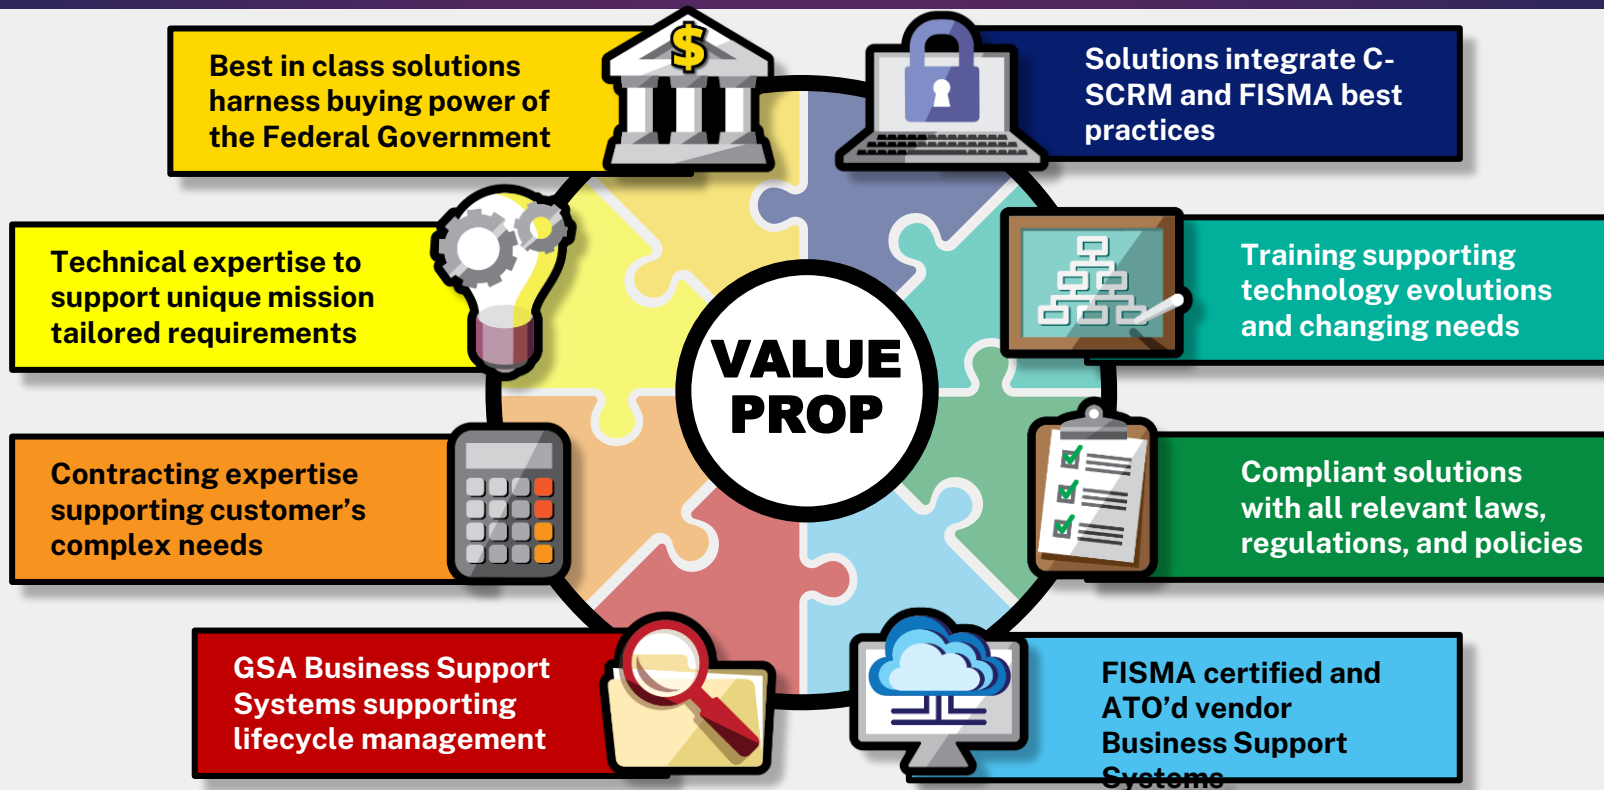 Best in class solutions
harness buying power of
the Federal Government
$
Solutions integrate C-
SCRM and FISMA best
practices
Technical expertise to
support unique mission
tailored requirements
Training supporting
technology evolutions
and changing needs
VALUE
PROP
Contracting expertise
supporting customer’s
complex needs
Compliant solutions
with all relevant laws,
regulations, and policies
GSA Business Support
Systems supporting
lifecycle management
FISMA certified and
ATO’d vendor
Business Support
Systems